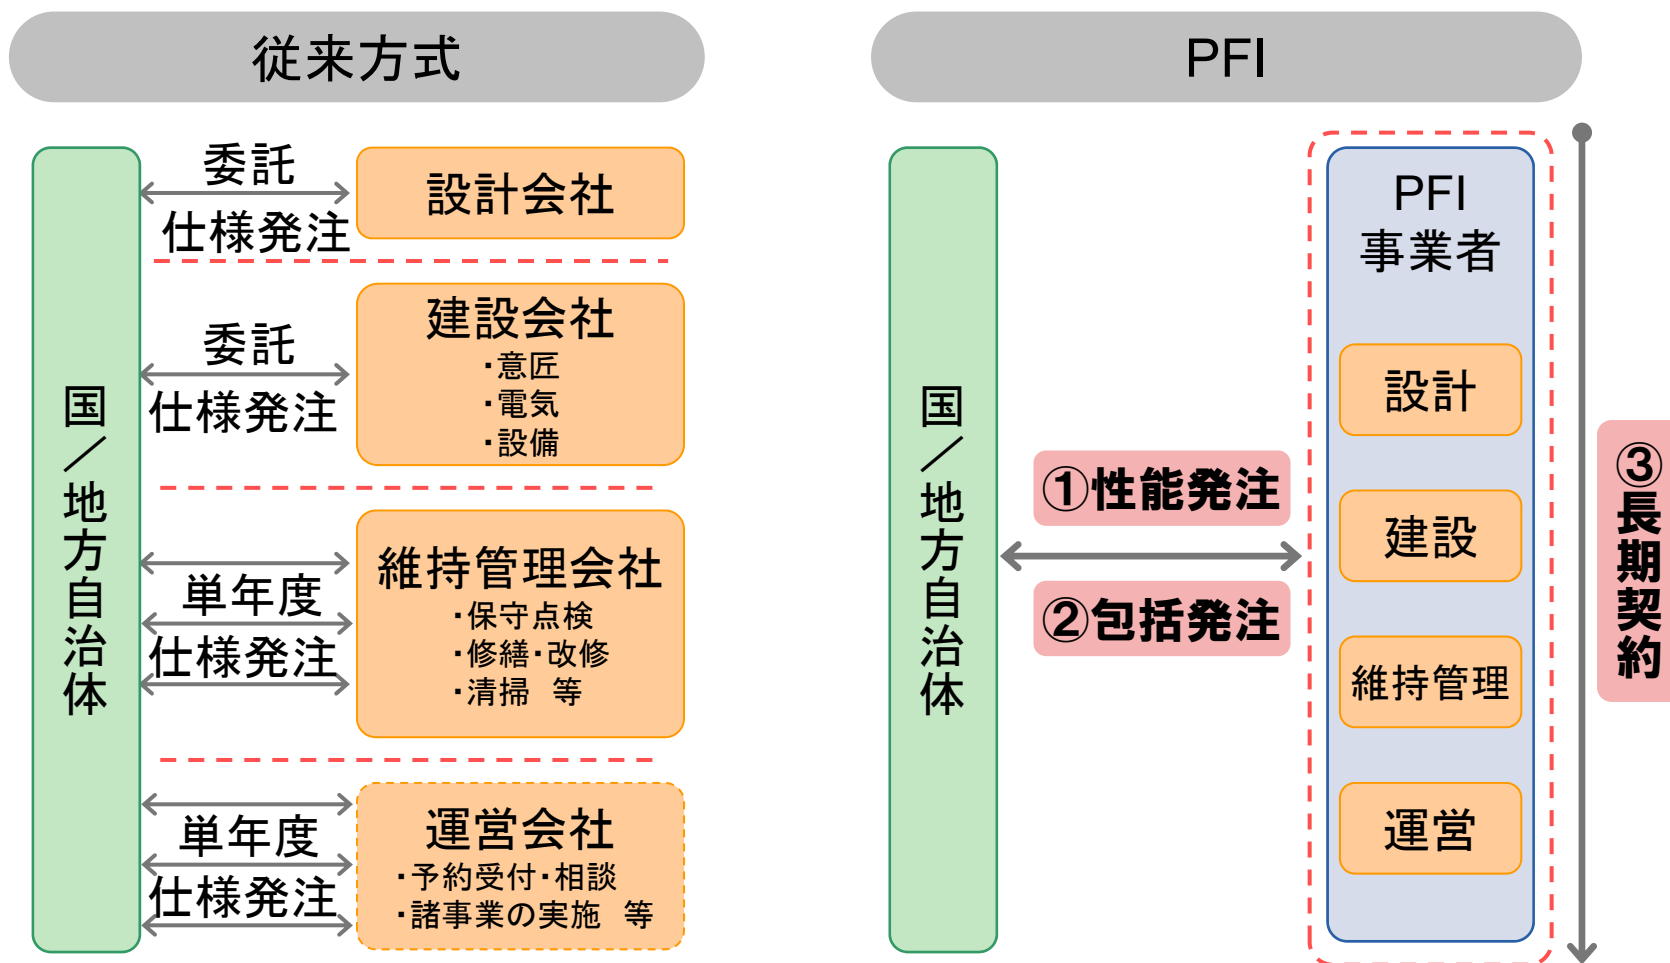 従来方式
国／地方自治体
委託
仕様発注
設計会社
委託
仕様発注
建設会社
・意匠
・電気
・設備
単年度
仕様発注
維持管理会社
・保守点検
・修繕・改修
・清掃　等
単年度
仕様発注
運営会社
・予約受付・相談
・諸事業の実施　等
PFI
国／地方自治体
①性能発注
②包括発注
PFI
事業者
設計
建設
維持管理
運営
③長期契約